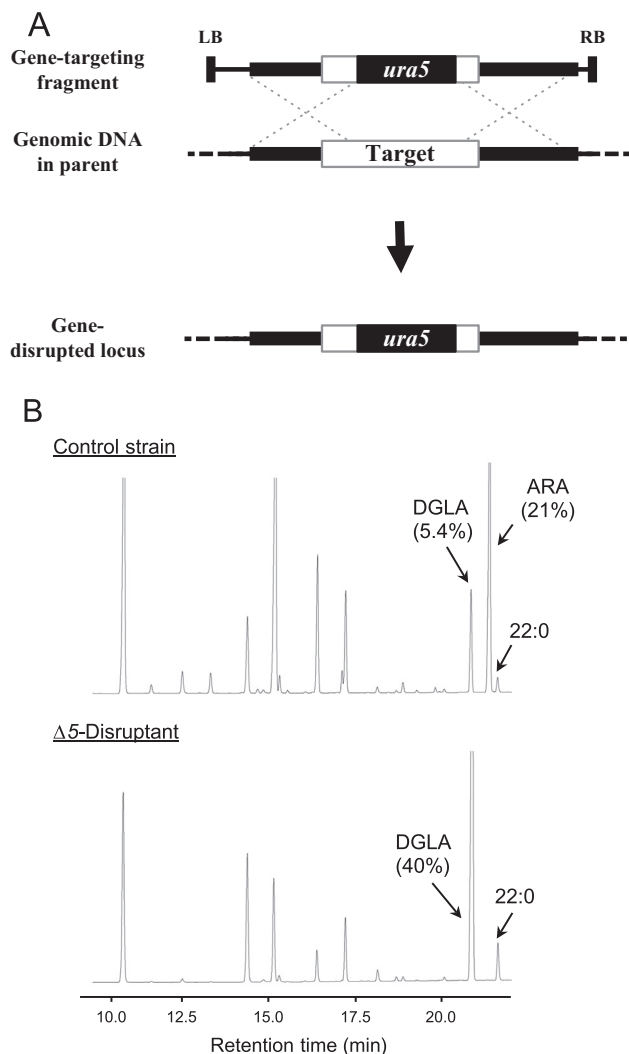 A
LB
RB
Gene-targeting
fragment
ura5
Genomic DNA
in parent
Target
Gene-
disrupted locus
ura5
B
Control strain
DGLA
(5.4%)
ARA
(21%)
22:0
Δ5-Disruptant
DGLA
(40%)
22:0
10.0 12.5 15.0 17.5 20.0
Retention time (min)